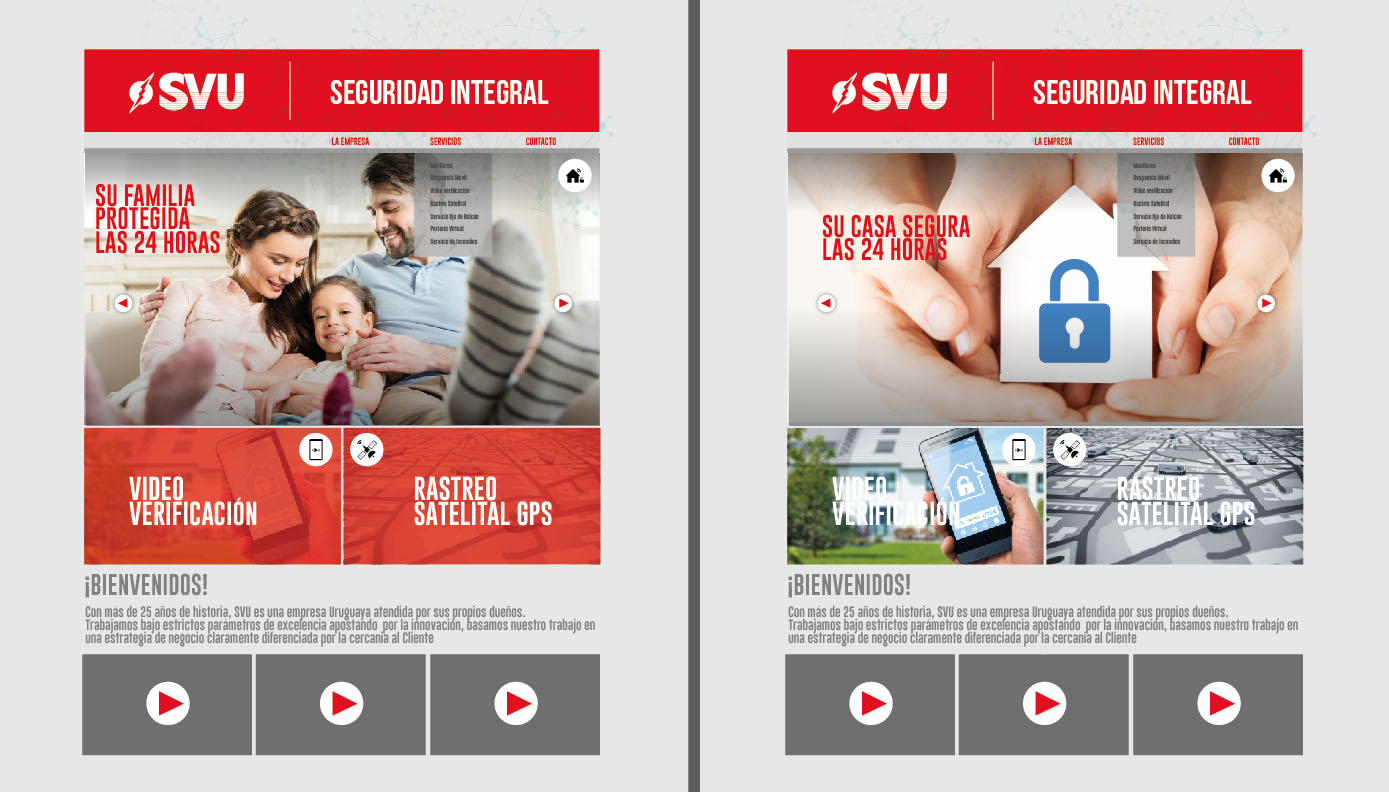 SVU
SEGURIDAD INTEGRAL
LA EMPRESA
SERVICIOS
CONTACTO
Monitoreo
Respuesta Móvil
Video verificación
Rastreo Satelital
Servicio Ojo de Halcón
Portería Virtual
Servicio de Incendios
SU FAMILIA
PROTEGIDA
LAS 24 HORAS
VIDEO
VERIFICACIÓN
RASTREO
SATELITAL GPS
¡BIENVENIDOS!
Con más de 25 años de historia, SVU es una empresa Uruguaya atendida por sus propios dueños.
Trabajamos bajo estrictos parámetros de excelencia apostando por la innovación, basamos nuestro trabajo en
una estrategia de negocio claramente diferenciada por la cercanía al Cliente
SVU
SEGURIDAD INTEGRAL
LA EMPRESA
SERVICIOS
CONTACTO
Monitoreo
Respuesta Móvil
Video verificación
Rastreo Satelital
Servicio Ojo de Halcón
Portería Virtual
Servicio de Incendios
SU CASA SEGURA
LAS 24 HORAS
VIDEO
VERIFICACIÓN
RASTREO
SATELITAL GPS
¡BIENVENIDOS!
Con más de 25 años de historia, SVU es una empresa Uruguaya atendida por sus propios dueños.
Trabajamos bajo estrictos parámetros de excelencia apostando por la innovación, basamos nuestro trabajo en
una estrategia de negocio claramente diferenciada por la cercanía al Cliente